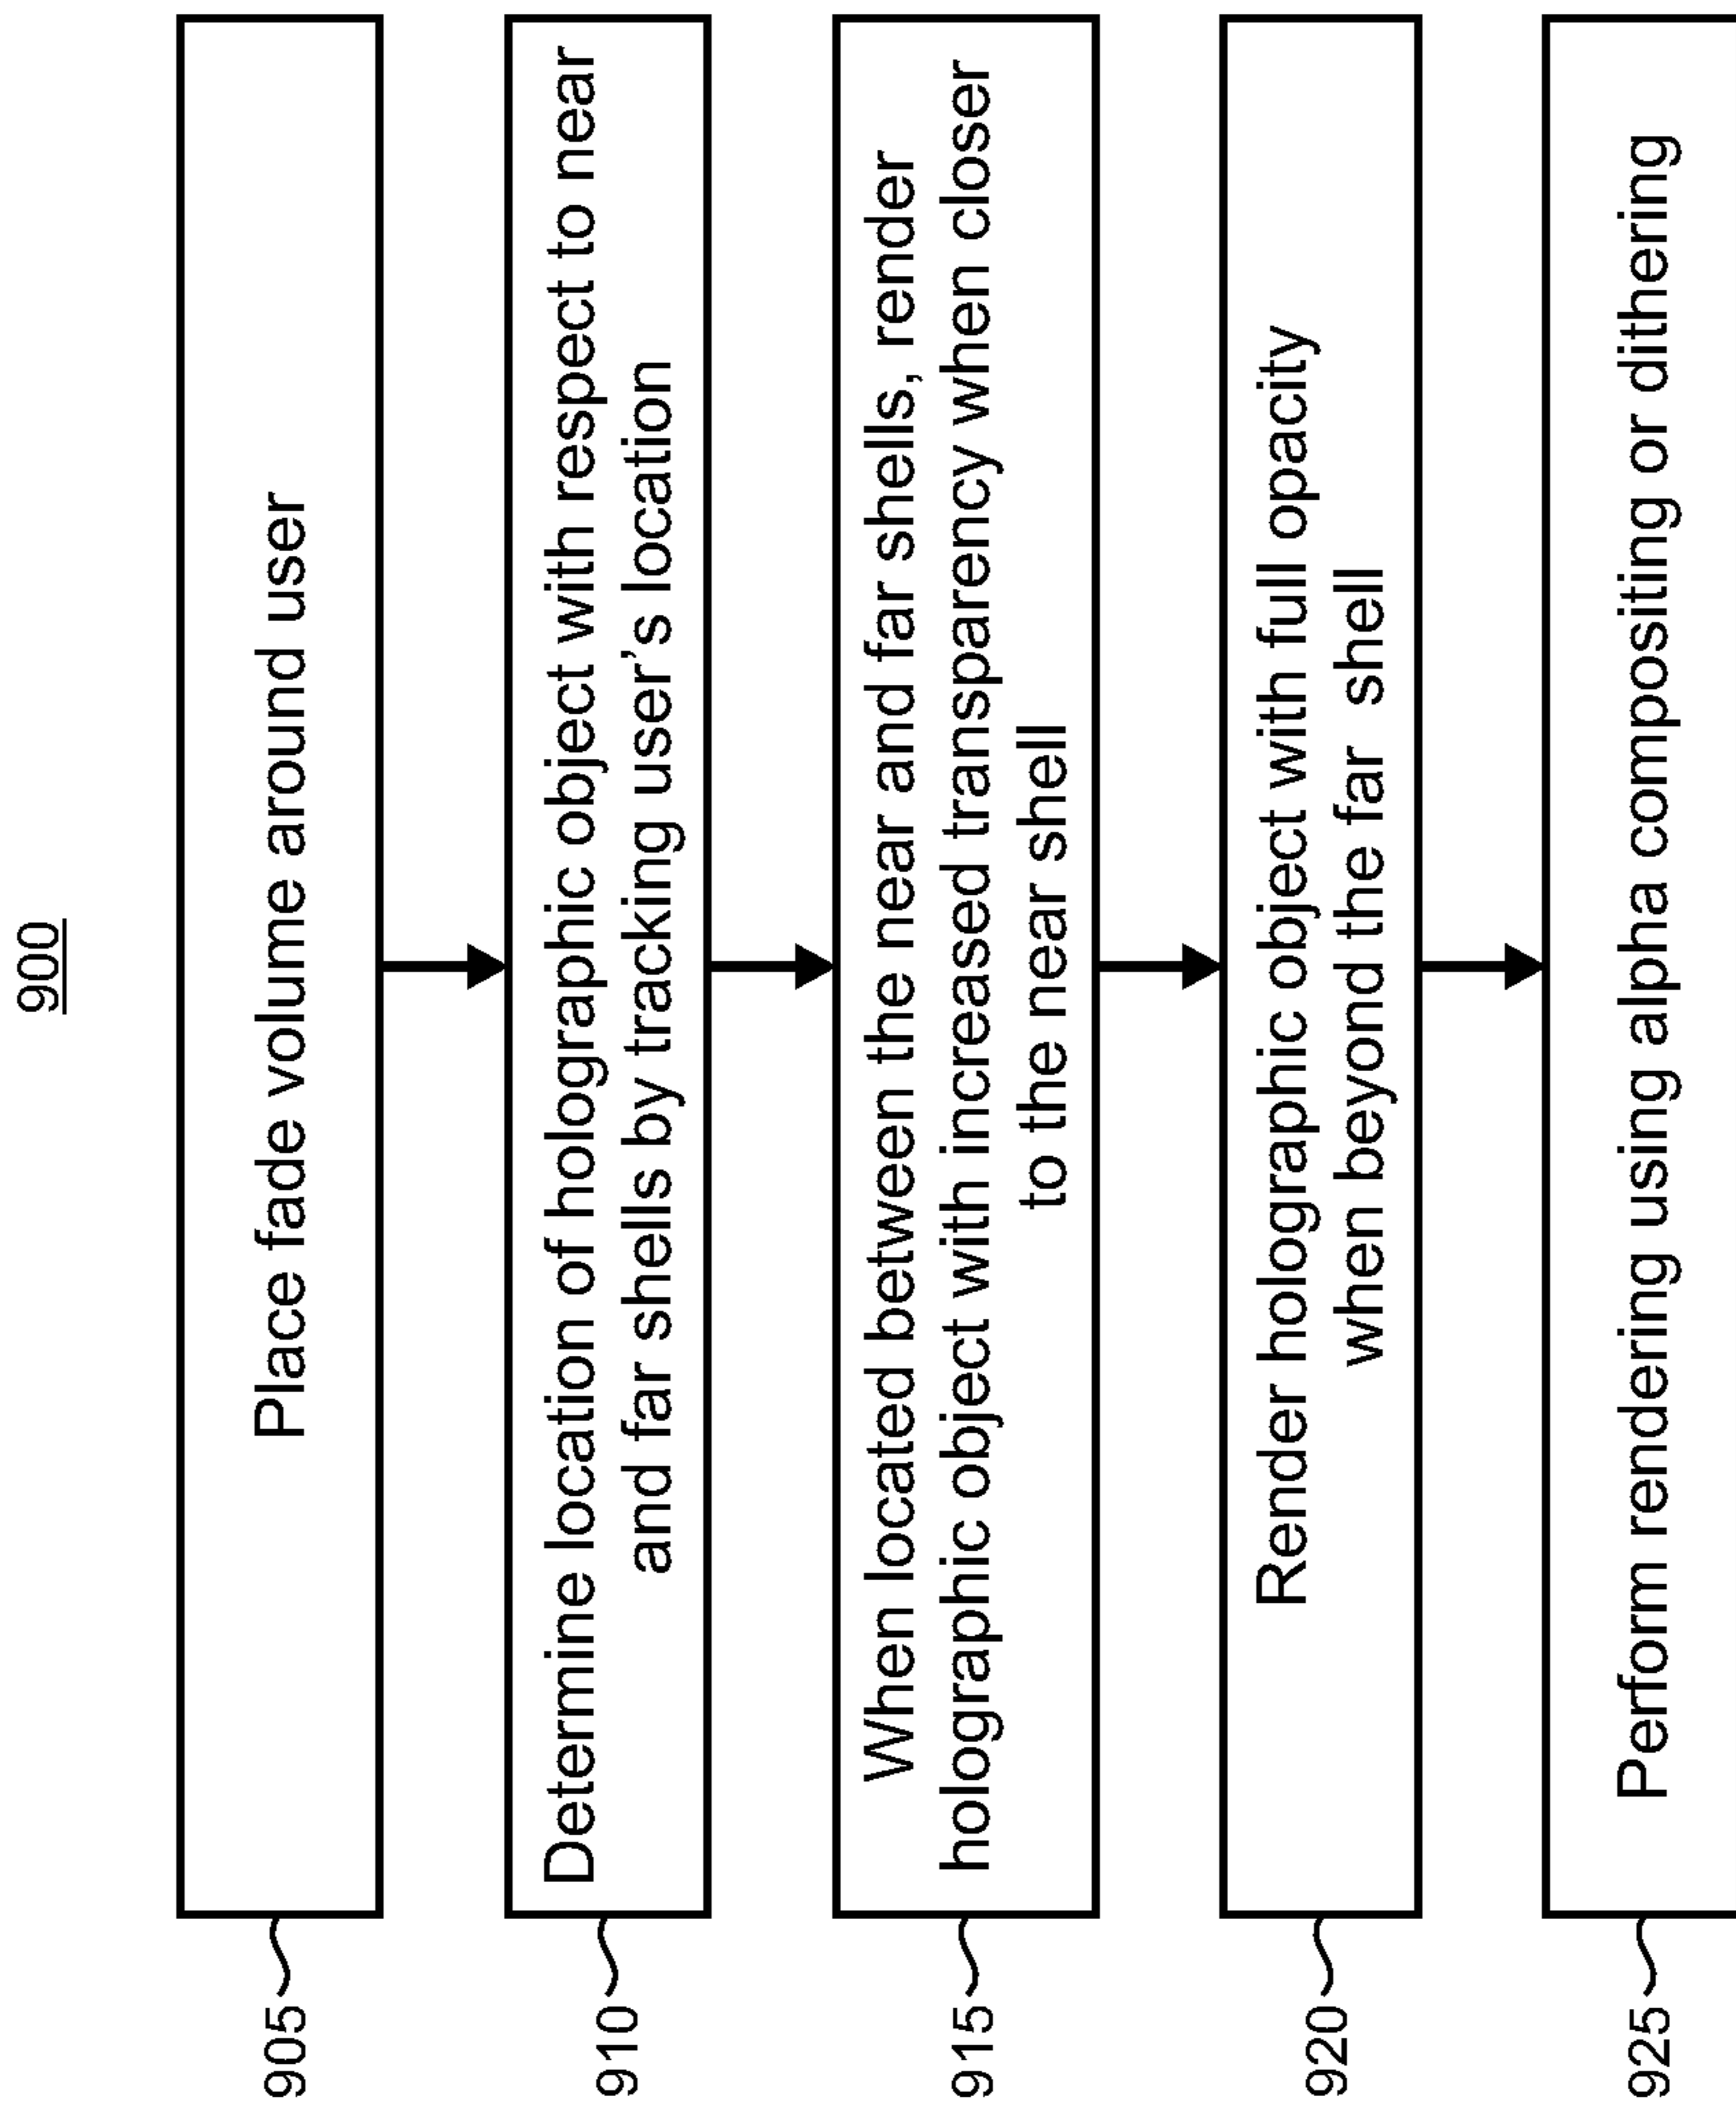 900
905
Place fade volume around user
910
Determine location of holographic object with respect to near
and far shells by tracking user's location
915
When located between the near and far shells, render
holographic object with increased transparency when closer
to the near shell
920
Render holographic object with full opacity
when beyond the far shell
925
Perform rendering using alpha compositing or dithering